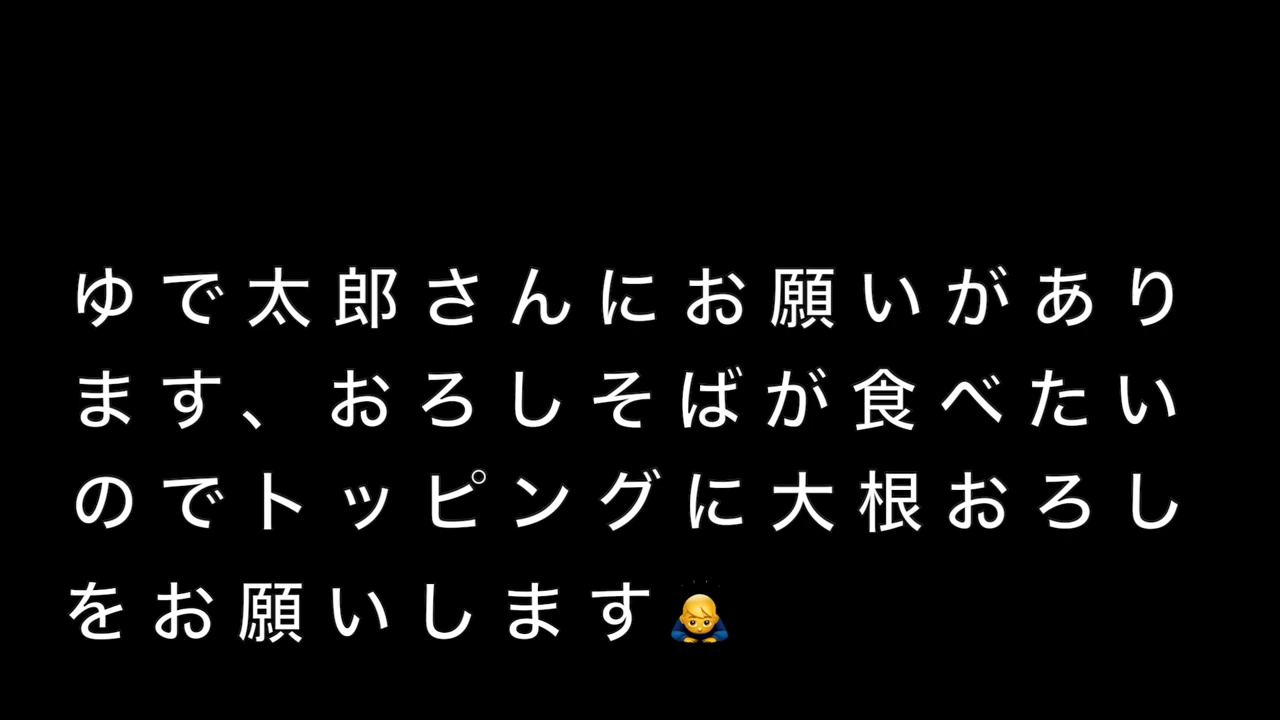 ゆで太郎さんにお願いがあり
ます、おろしそばが食べたい
のでトッピングに大根おろし
をお願いします🙇